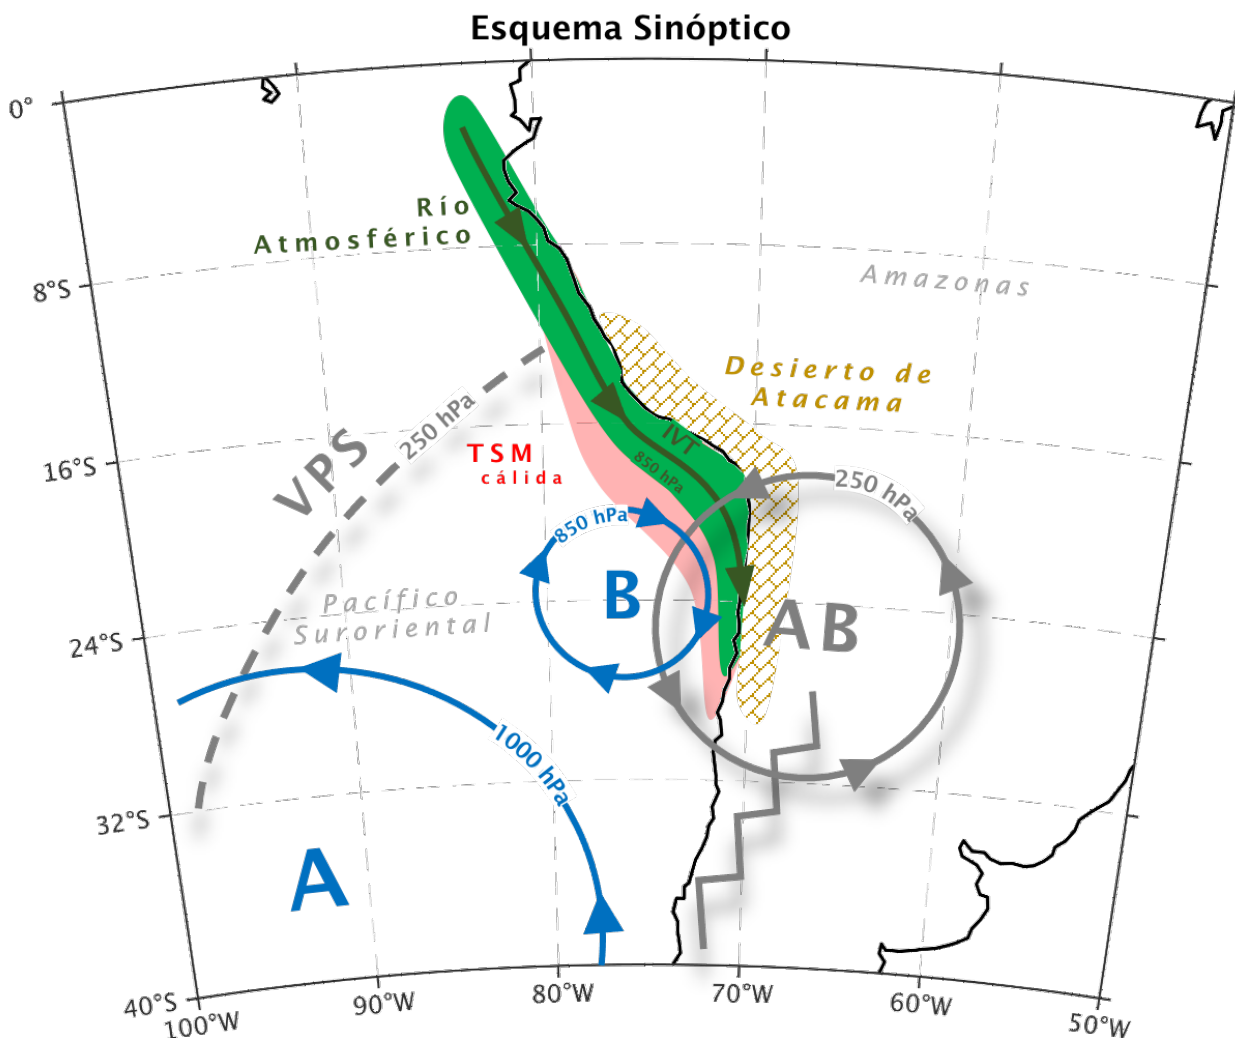 Esquema Sinóptico
0°
8°S
16°S
24°S
32°S
40°S
100°W
90°W
80°W
70°W
60°W
50°W
Río
Atmosférico
Amazonas
Desierto de
Atacama
VPS
250 hPa
TSM
cálida
IVT
850 hPa
850 hPa
B
250 hPa
AB
Pacífico
Suroriental
1000 hPa
A